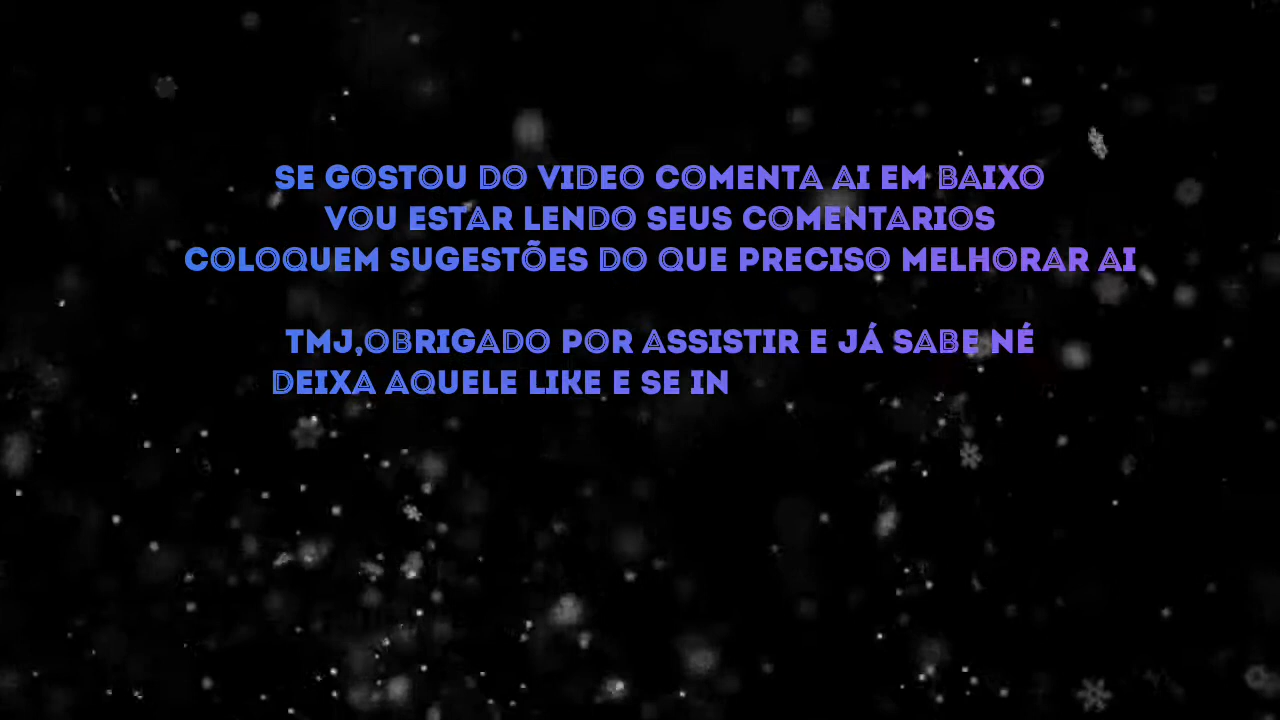 SE GOSTOU DO VIDEO COMENTA AI EM BAIXO
VOU ESTAR LENDO SEUS COMENTARIOS
COLOQUEM SUGESTÕES DO QUE PRECISO MELHORAR AI
TMJ,OBRIGADO POR ASSISTIR E JÁ SABE NÉ
DEIXA AQUELE LIKE E SE IN